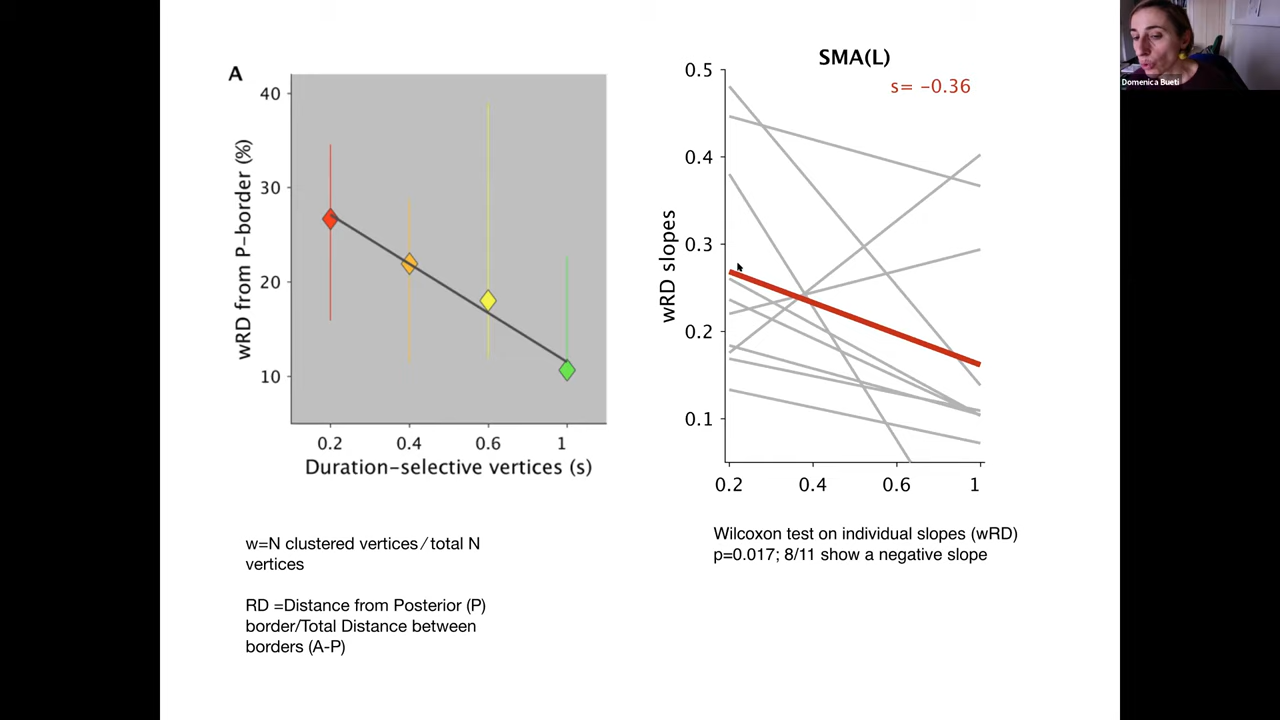 A
40
30
20
10
wRD from P-border (%)
0.2 0.4 0.6 1
Duration-selective vertices (s)
w=N clustered vertices/total N
vertices
RD =Distance from Posterior (P)
border/Total Distance between
borders (A-P)
SMA(L)
s= -0.36
0.5
0.4
0.3
0.2
0.1
wRD slopes
0.2 0.4 0.6 1
Wilcoxon test on individual slopes (wRD)
p=0.017; 8/11 show a negative slope
Domenica Bueti